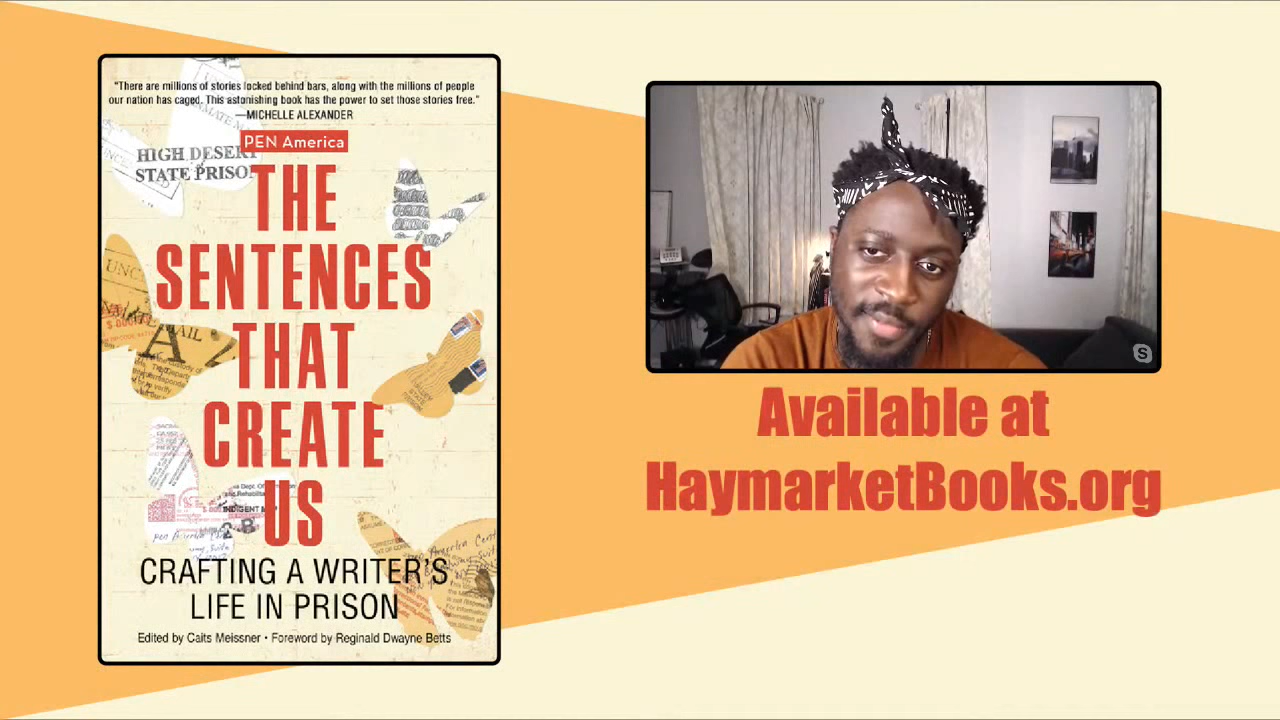 "There are millions of stories locked behind bars, along with the millions of people
our nation has caged. This astonishing book has the power to set those stories free."
—MICHELLE ALEXANDER
PEN America
HIGH DESERT
STATE PRISON
THE
SENTENCES
THAT
CREATE
US
CRAFTING A WRITER'S
LIFE IN PRISON
Edited by Caits Meissner • Foreword by Reginald Dwayne Betts
Available at
HaymarketBooks.org